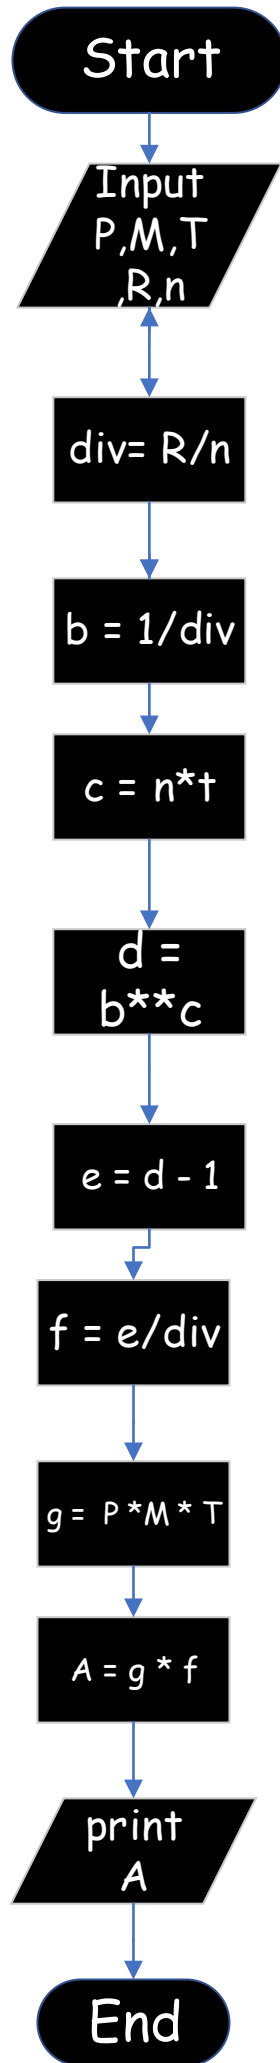 Start
Input
P,M,T
,R,n
div= R/n
b = 1/div
c = n*t
d =
b**c
e = d - 1
f = e/div
g = P *M * T
A = g * f
print
A
End